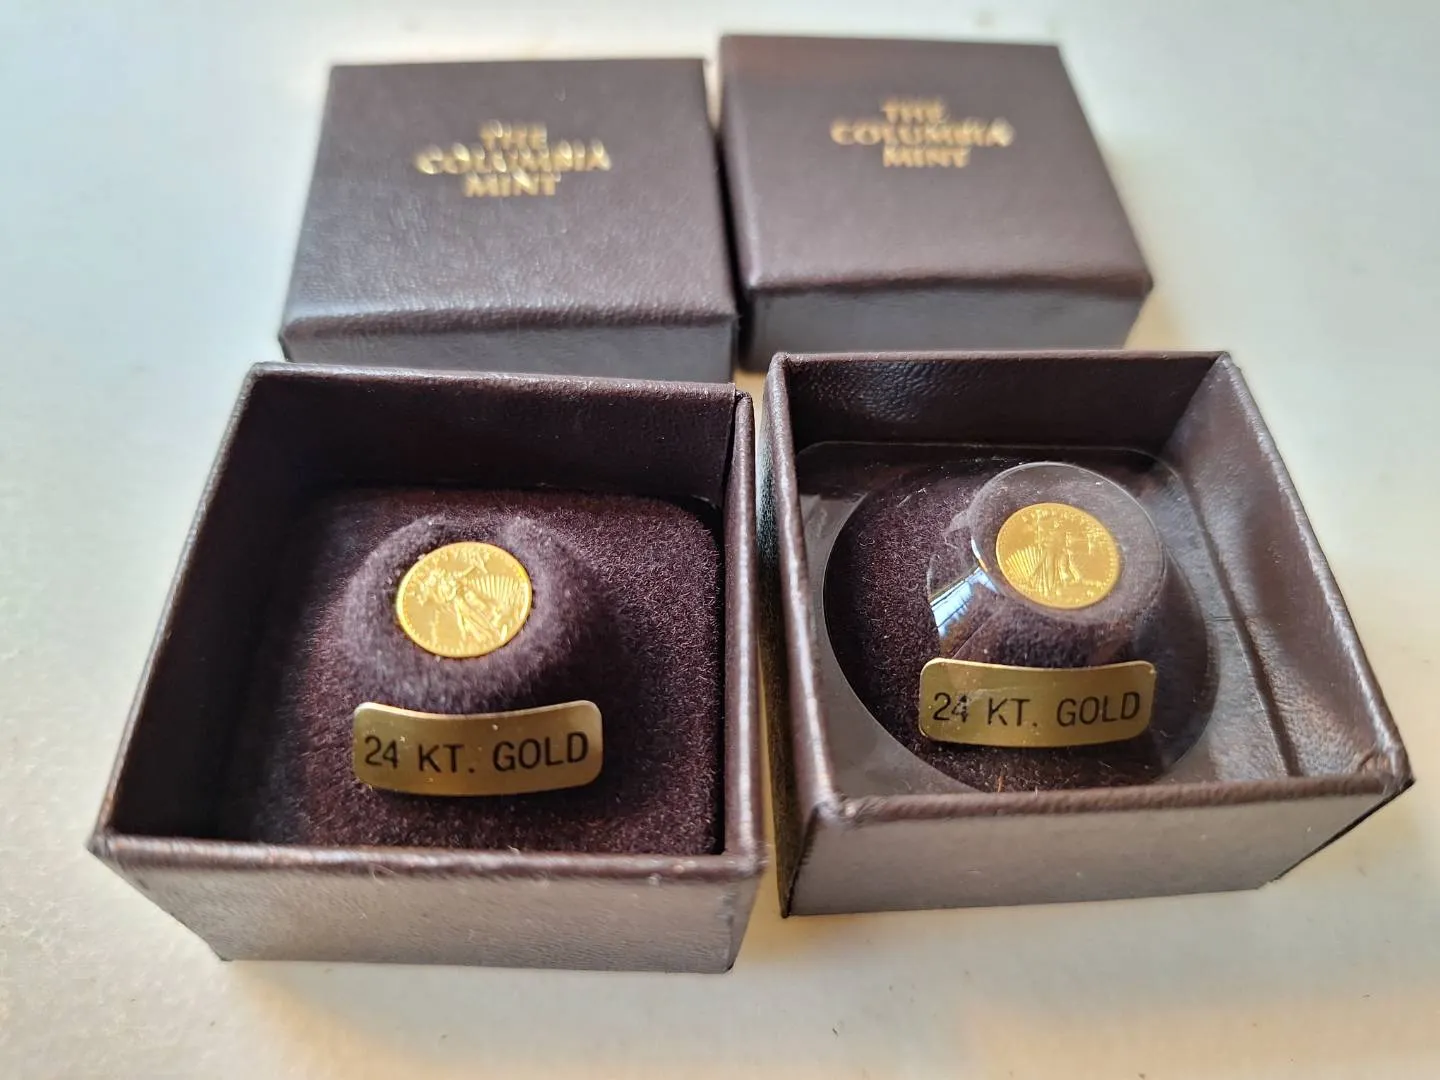 THE
COLUMBIA
MINT
THE
COLUMBIA
MINT
24 KT. GOLD
24 KT. GOLD